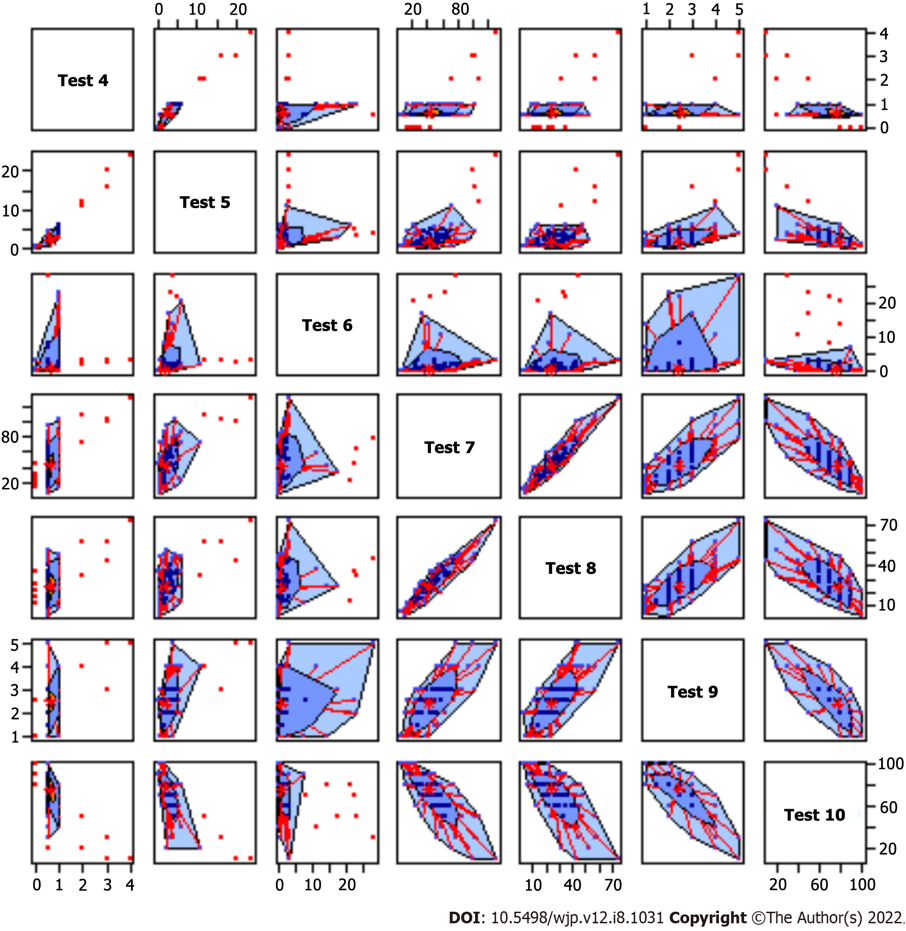 0 10 20 20 80 1 2 3 4 5
Test 4
4
3
2
1
0
Test 5
20
10
0
Test 6
20
10
0
Test 7
80
20
Test 8
70
40
10
Test 9
5
4
3
2
1
Test 10
100
60
20
0 1 2 3 4 0 10 20 10 40 70 20 60 100
DOI: 10.5498/wjp.v12.i8.1031 Copyright ©The Author(s) 2022.